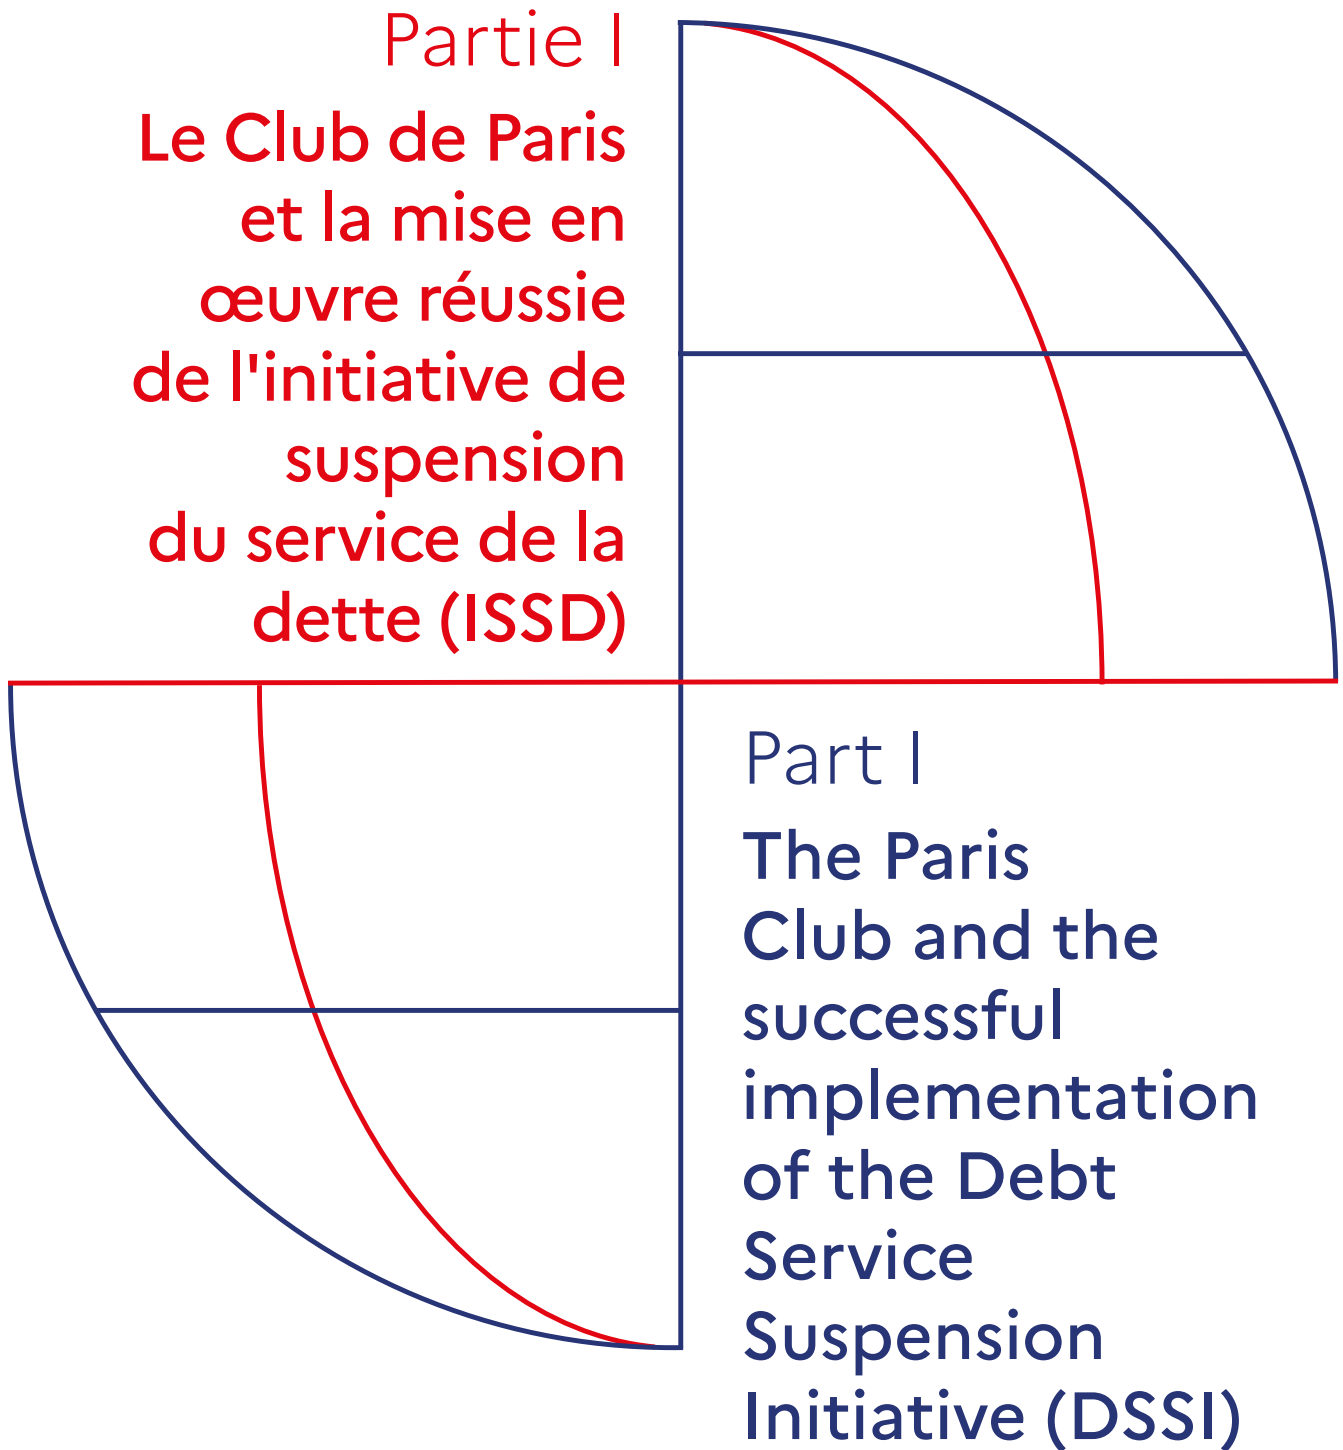 Partie I
Le Club de Paris
et la mise en
œuvre réussie
de l'initiative de
suspension
du service de la
dette (ISSD)
Part I
The Paris
Club and the
successful
implementation
of the Debt
Service
Suspension
Initiative (DSSI)